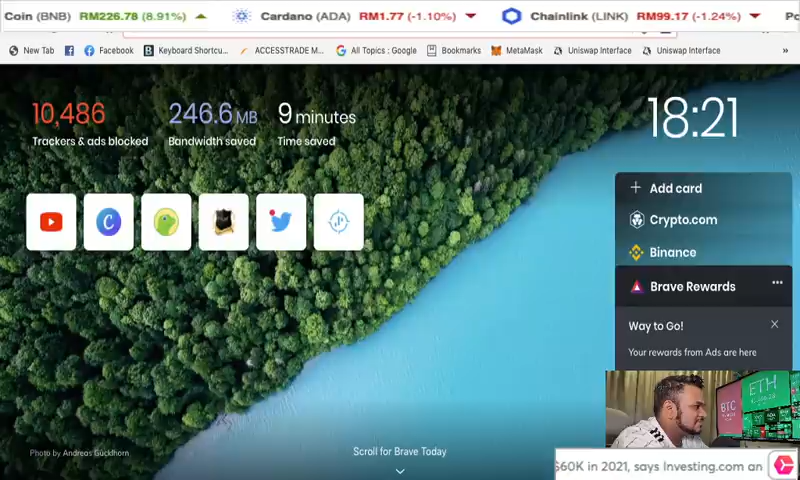 Coin (BNB) RM226.78 (8.91%) Cardano (ADA) RM1.77 (-1.10%) Chainlink (LINK) RM99.17 (-1.24%) Po
New Tab Facebook Keyboard Shortcu... ACCESSTRADE M... All Topics : Google Bookmarks MetaMask Uniswap Interface Uniswap Interface »
10,486 246.6 MB 9 minutes
Trackers & ads blocked Bandwidth saved Time saved
18:21
Add card
Crypto.com
Binance
Brave Rewards
Way to Go!
Your rewards from Ads are here
BTC
ETH
Photo by Andreas Gücklhorn
Scroll for Brave Today
$60K in 2021, says Investing.com an